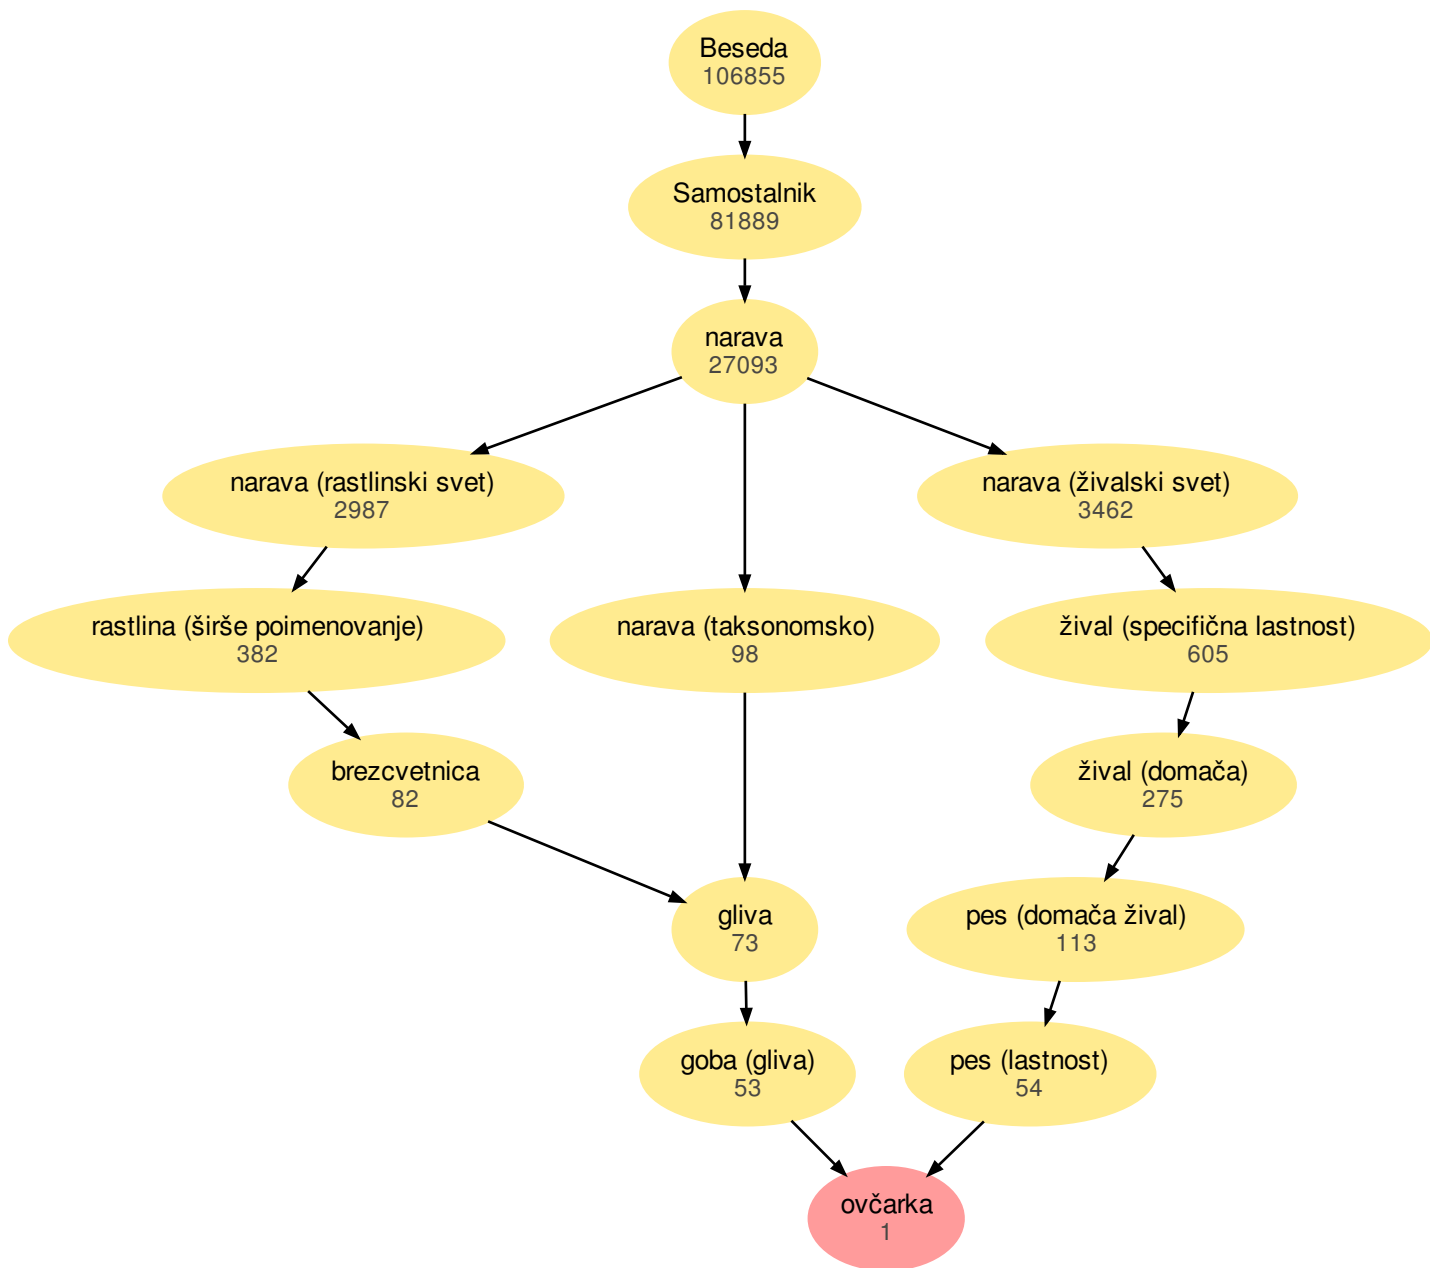 Beseda
106855
Samostalnik
81889
narava
27093
narava (rastlinski svet)
2987
narava (živalski svet)
3462
rastlina (širše poimenovanje)
382
narava (taksonomsko)
98
žival (specifična lastnost)
605
brezcvetnica
82
žival (domača)
275
gliva
73
pes (domača žival)
113
goba (gliva)
53
pes (lastnost)
54
ovčarka
1